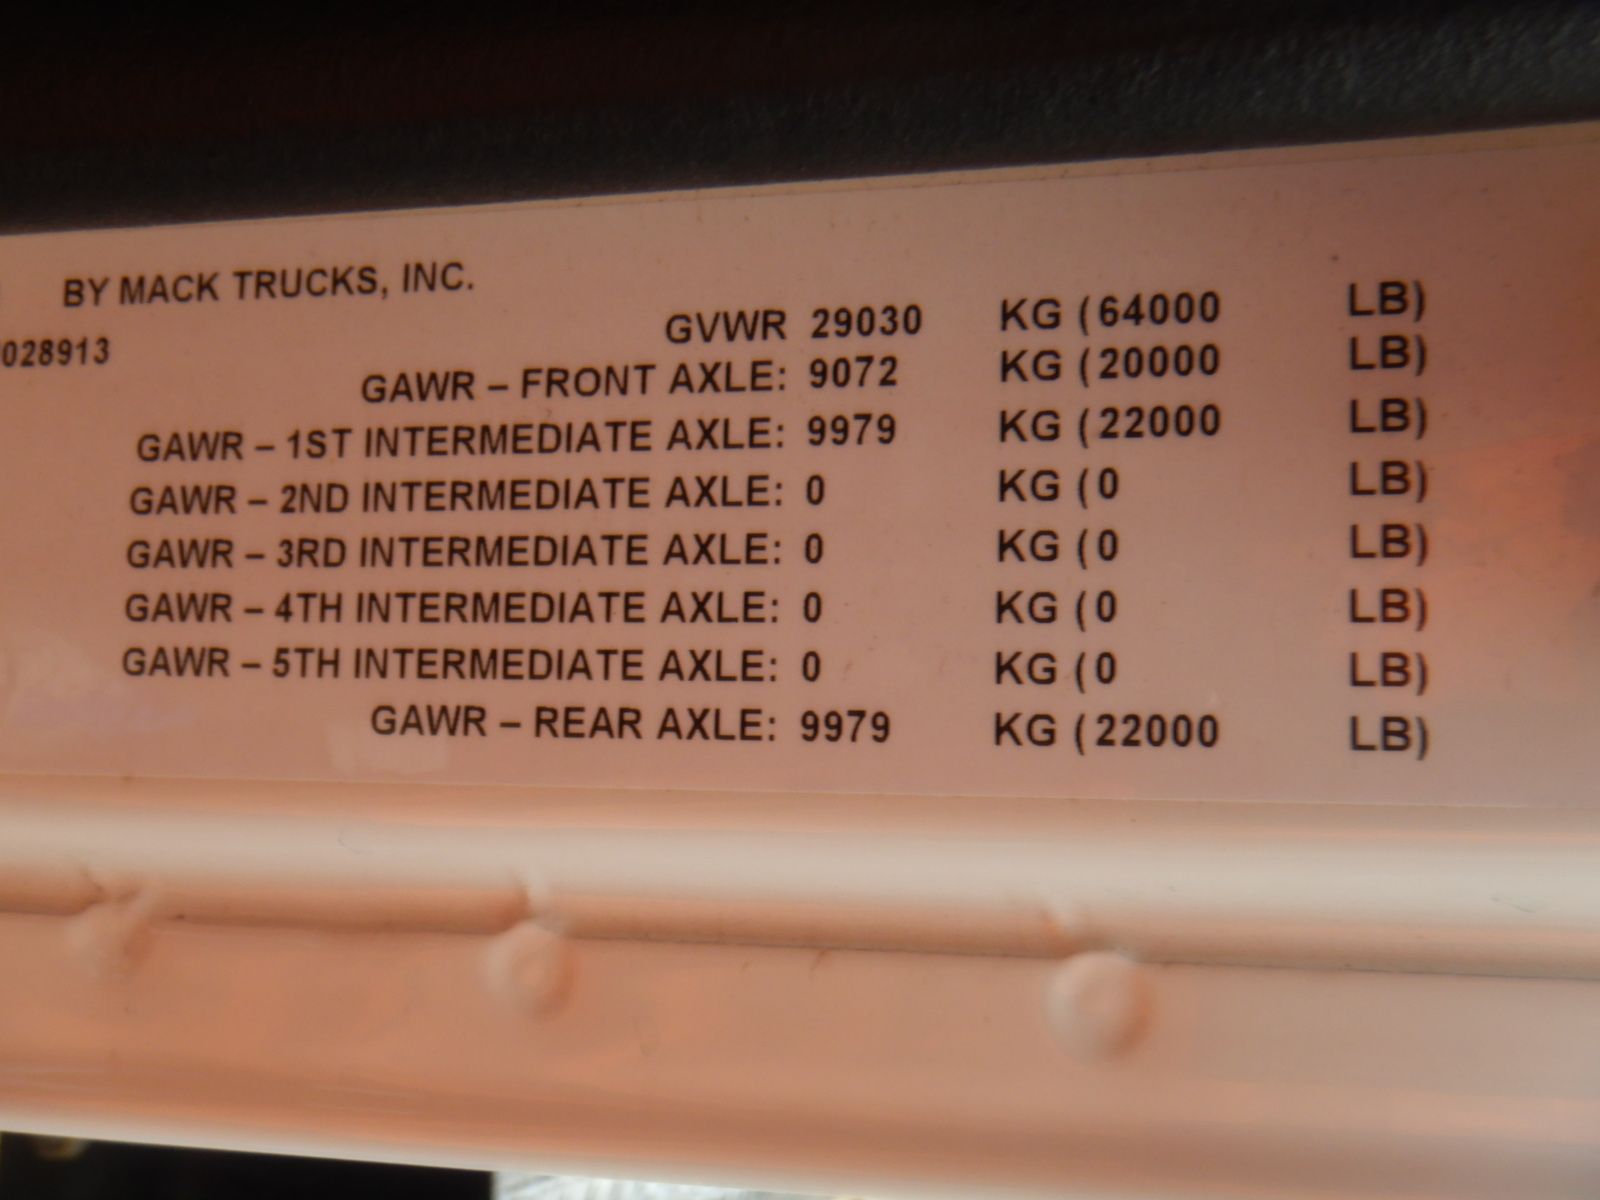 BY MACK TRUCKS, INC.
028913
GVWR 29030 KG (64000 LB)
GAWR – FRONT AXLE: 9072 KG (20000 LB)
GAWR – 1ST INTERMEDIATE AXLE: 9979 KG (22000 LB)
GAWR – 2ND INTERMEDIATE AXLE: 0 KG (0 LB)
GAWR – 3RD INTERMEDIATE AXLE: 0 KG (0 LB)
GAWR – 4TH INTERMEDIATE AXLE: 0 KG (0 LB)
GAWR – 5TH INTERMEDIATE AXLE: 0 KG (0 LB)
GAWR – REAR AXLE: 9979 KG (22000 LB)